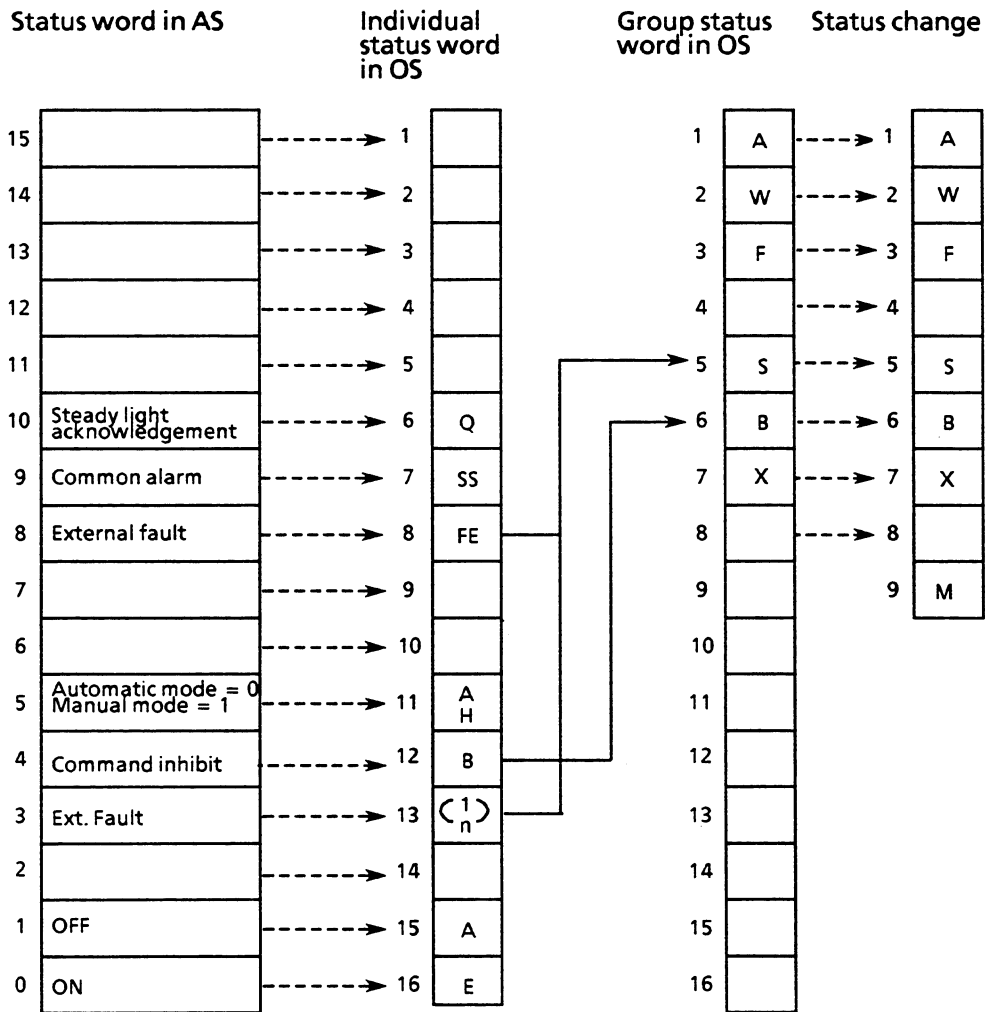 Status word in AS
Individual status word in OS
Group status word in OS
Status change
15 1 1 A 1 A
14 2 2 W 2 W
13 3 3 F 3 F
12 4 4 4
11 5 5 S 5 S
10 Steady light acknowledgement 6 Q 6 B 6 B
9 Common alarm 7 SS 7 X 7 X
8 External fault 8 FE 8 8
7 9 9 9 M
6 10 10
5 Automatic mode = 0 Manual mode = 1 11 A H 11
4 Command inhibit 12 B 12
3 Ext. Fault 13 (1 n) 13
2 14 14
1 OFF 15 A 15
0 ON 16 E 16